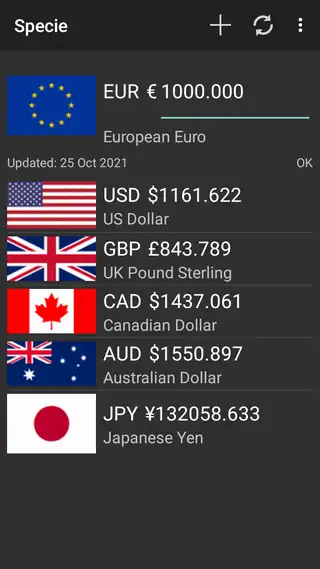 Specie
EUR € 1000.000
European Euro
Updated: 25 Oct 2021 OK
USD $1161.622
US Dollar
GBP £843.789
UK Pound Sterling
CAD $1437.061
Canadian Dollar
AUD $1550.897
Australian Dollar
JPY ¥132058.633
Japanese Yen